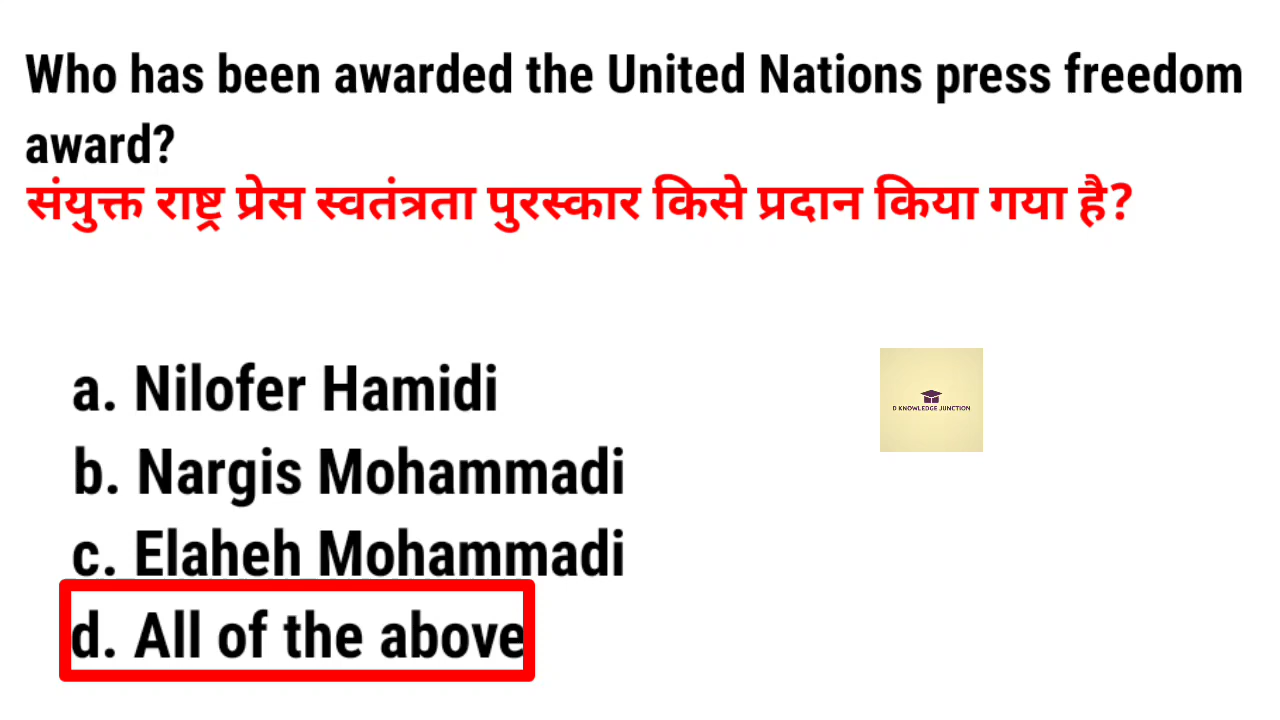 Who has been awarded the United Nations press freedom
award?
संयुक्त राष्ट्र प्रेस स्वतंत्रता पुरस्कार किसे प्रदान किया गया है?
a. Nilofer Hamidi
b. Nargis Mohammadi
D KNOWLEDGE JUNCTION
c. Elaheh Mohammadi
d. All of the above